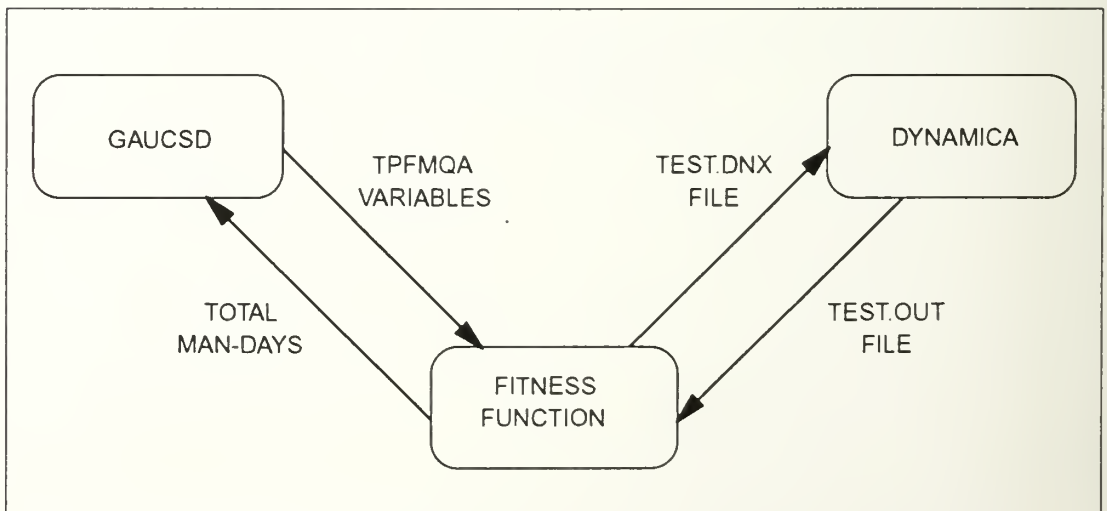 GAUCSD
DYNAMICA
TPFMQA
VARIABLES
TEST.DNX
FILE
TOTAL
MAN-DAYS
TEST.OUT
FILE
FITNESS
FUNCTION